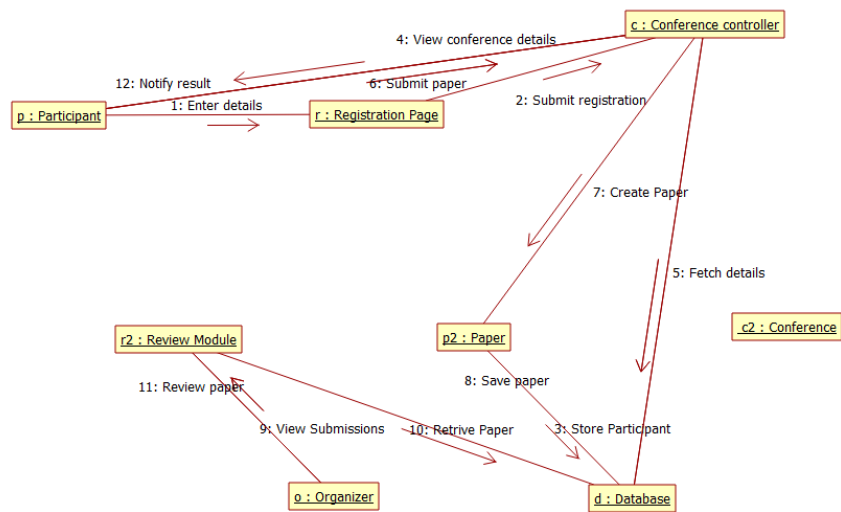 c : Conference controller
4: View conference details
12: Notify result
6: Submit paper
2: Submit registration
1: Enter details
p : Participant
r : Registration Page
7: Create Paper
5: Fetch details
c2 : Conference
r2 : Review Module
p2 : Paper
11: Review paper
8: Save paper
9: View Submissions
10: Retrive Paper
3: Store Participant
o : Organizer
d : Database